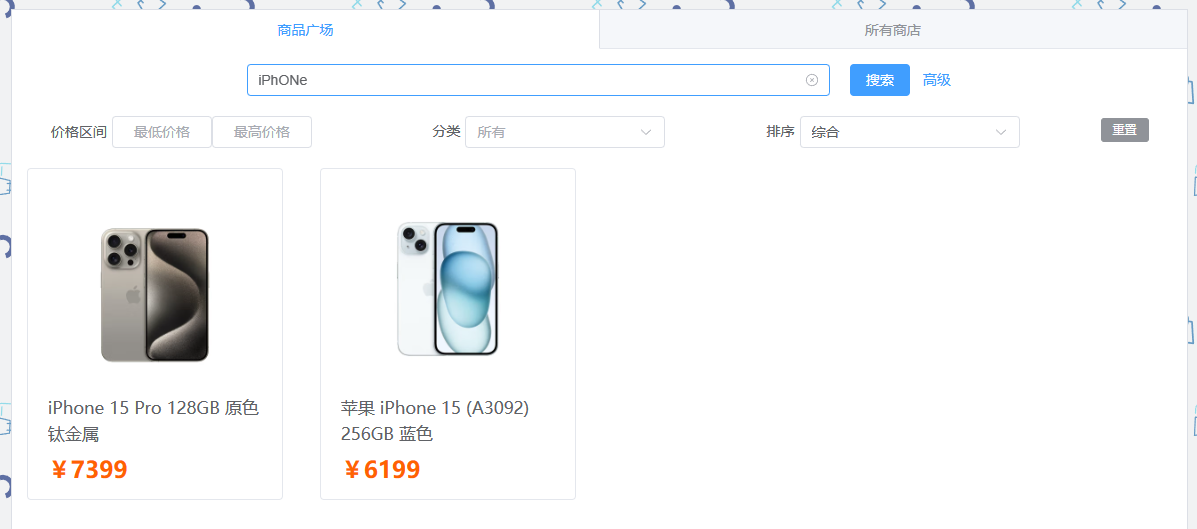 商品广场 所有商店
iPhONe 搜索 高级
价格区间 最低价格 最高价格 分类 所有 排序 综合 重置
iPhone 15 Pro 128GB 原色
钛金属
￥7399
苹果 iPhone 15 (A3092)
256GB 蓝色
￥6199